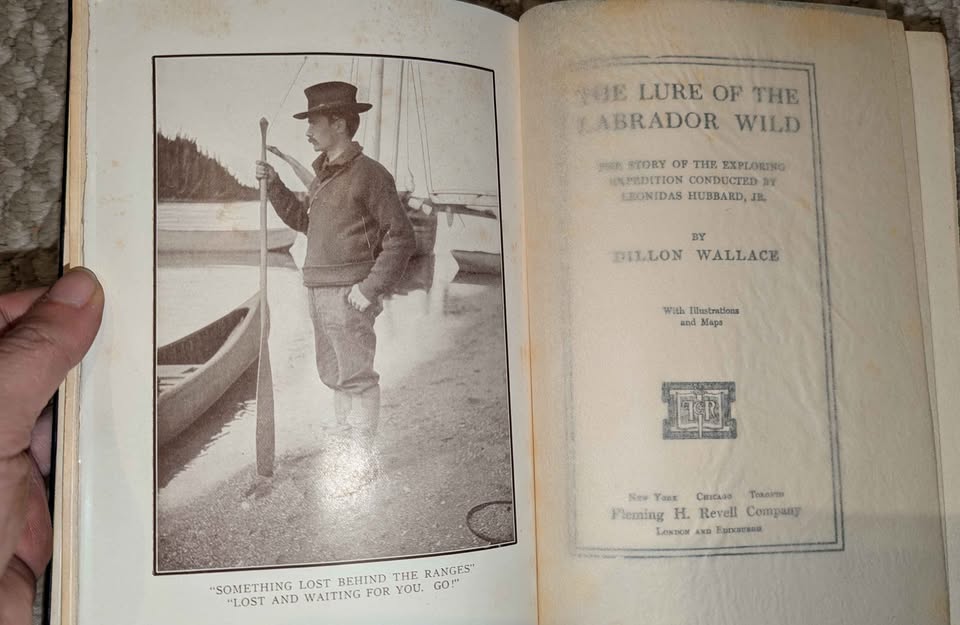 "SOMETHING LOST BEHIND THE RANGES"
"LOST AND WAITING FOR YOU. GO!"
THE LURE OF THE
LABRADOR WILD
THE STORY OF THE EXPLORING
EXPEDITION CONDUCTED BY
LEONIDAS HUBBARD, JR.
BY
DILLON WALLACE
With Illustrations
and Maps
New York Chicago Toronto
Fleming H. Revell Company
London and Edinburgh